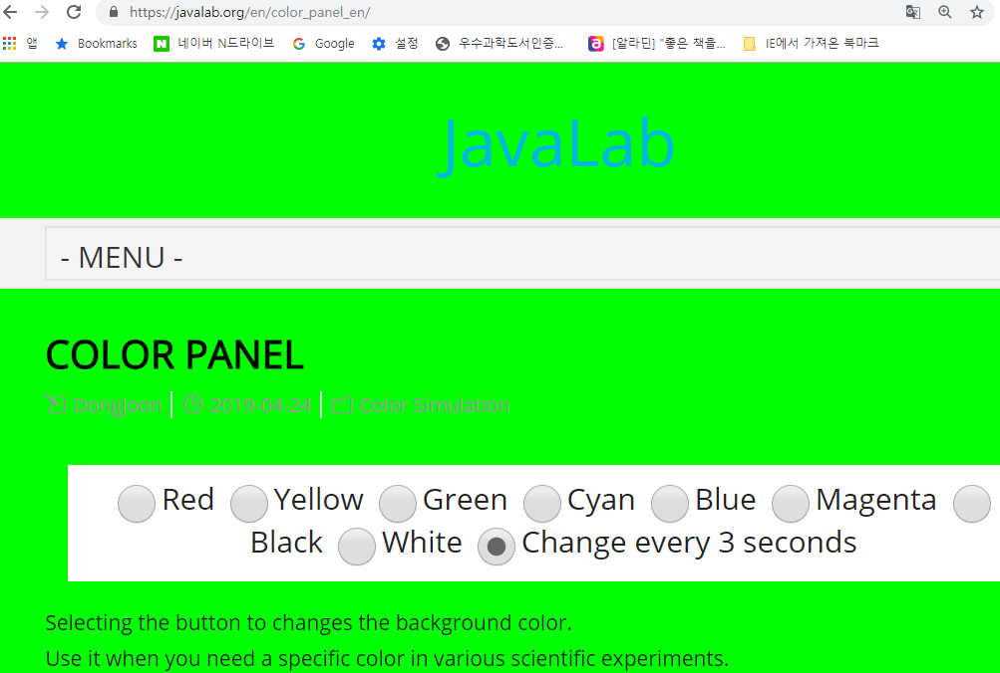 https://javalab.org/en/color_panel_en/
앱 Bookmarks 네이버 N드라이브 Google 설정 우수과학도서인증... [알라딘] "좋은 책을... IE에서 가져온 북마크
JavaLab
- MENU -
COLOR PANEL
DongJoon 2019-04-24 Color Simulation
Red Yellow Green Cyan Blue Magenta
Black White Change every 3 seconds
Selecting the button to changes the background color.
Use it when you need a specific color in various scientific experiments.